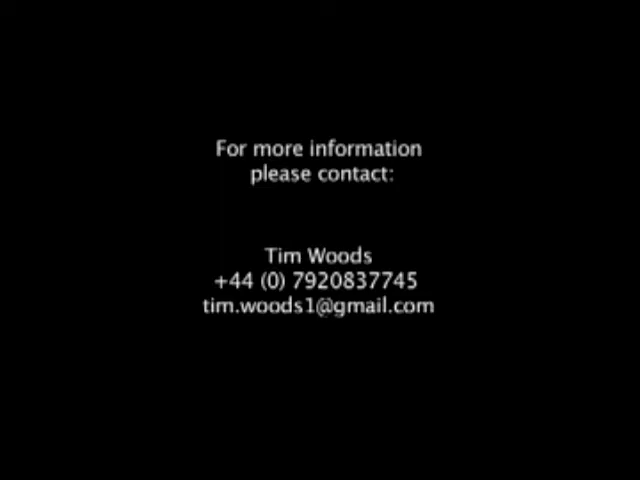 For more information
please contact:
Tim Woods
+44 (0) 7920837745
tim.woods1@gmail.com